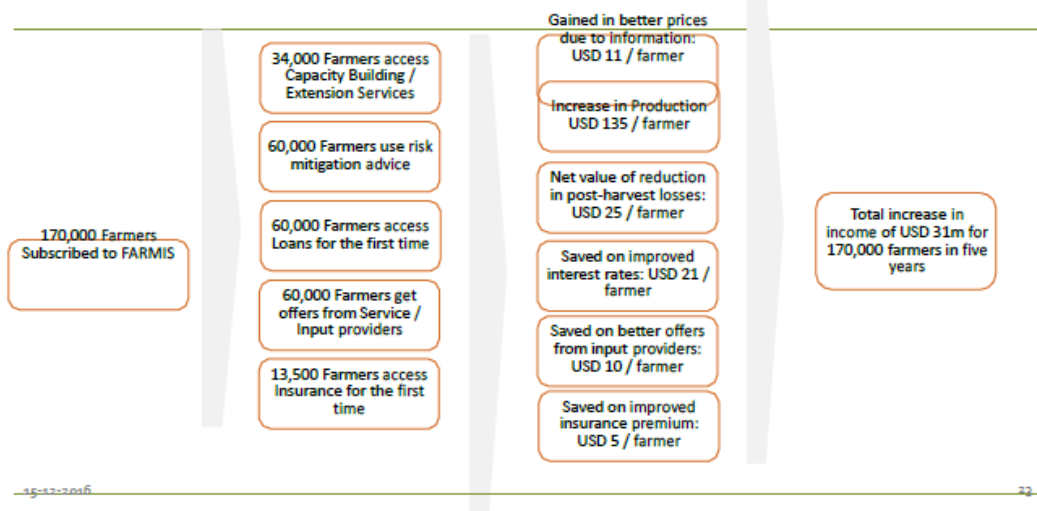 170,000 Farmers
Subscribed to FARMIS
34,000 Farmers access
Capacity Building /
Extension Services
60,000 Farmers use risk
mitigation advice
60,000 Farmers access
Loans for the first time
60,000 Farmers get
offers from Service /
Input providers
13,500 Farmers access
Insurance for the first
time
Gained in better prices
due to information:
USD 11 / farmer
Increase in Production
USD 135 / farmer
Net value of reduction
in post-harvest losses:
USD 25 / farmer
Saved on improved
interest rates: USD 21 /
farmer
Saved on better offers
from input providers:
USD 10 / farmer
Saved on improved
insurance premium:
USD 5 / farmer
Total increase in
income of USD 31m for
170,000 farmers in five
years
15-12-2016
23